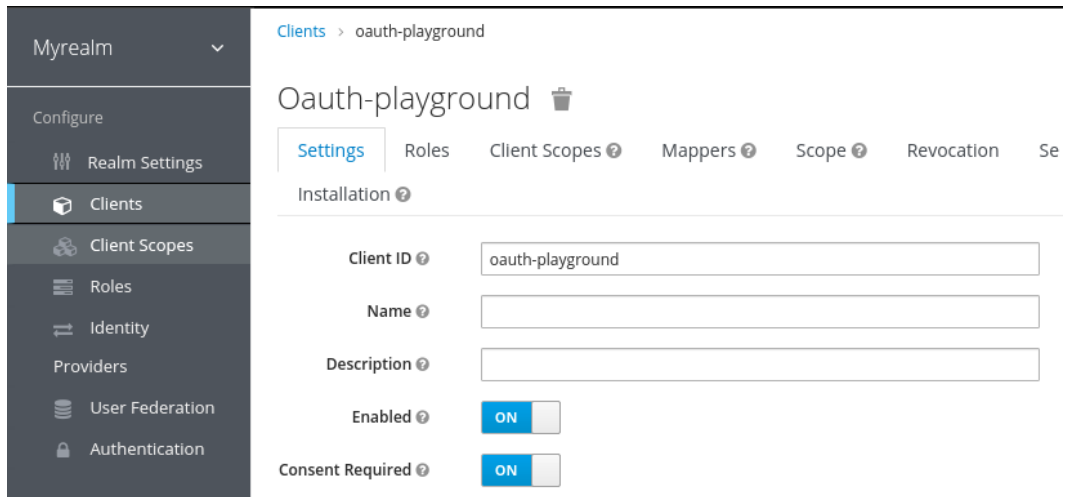 Myrealm
Configure
Realm Settings
Clients
Client Scopes
Roles
Identity
Providers
User Federation
Authentication
Clients > oauth-playground
Oauth-playground
Settings Roles Client Scopes Mappers Scope Revocation Se
Installation
Client ID oauth-playground
Name
Description
Enabled ON
Consent Required ON